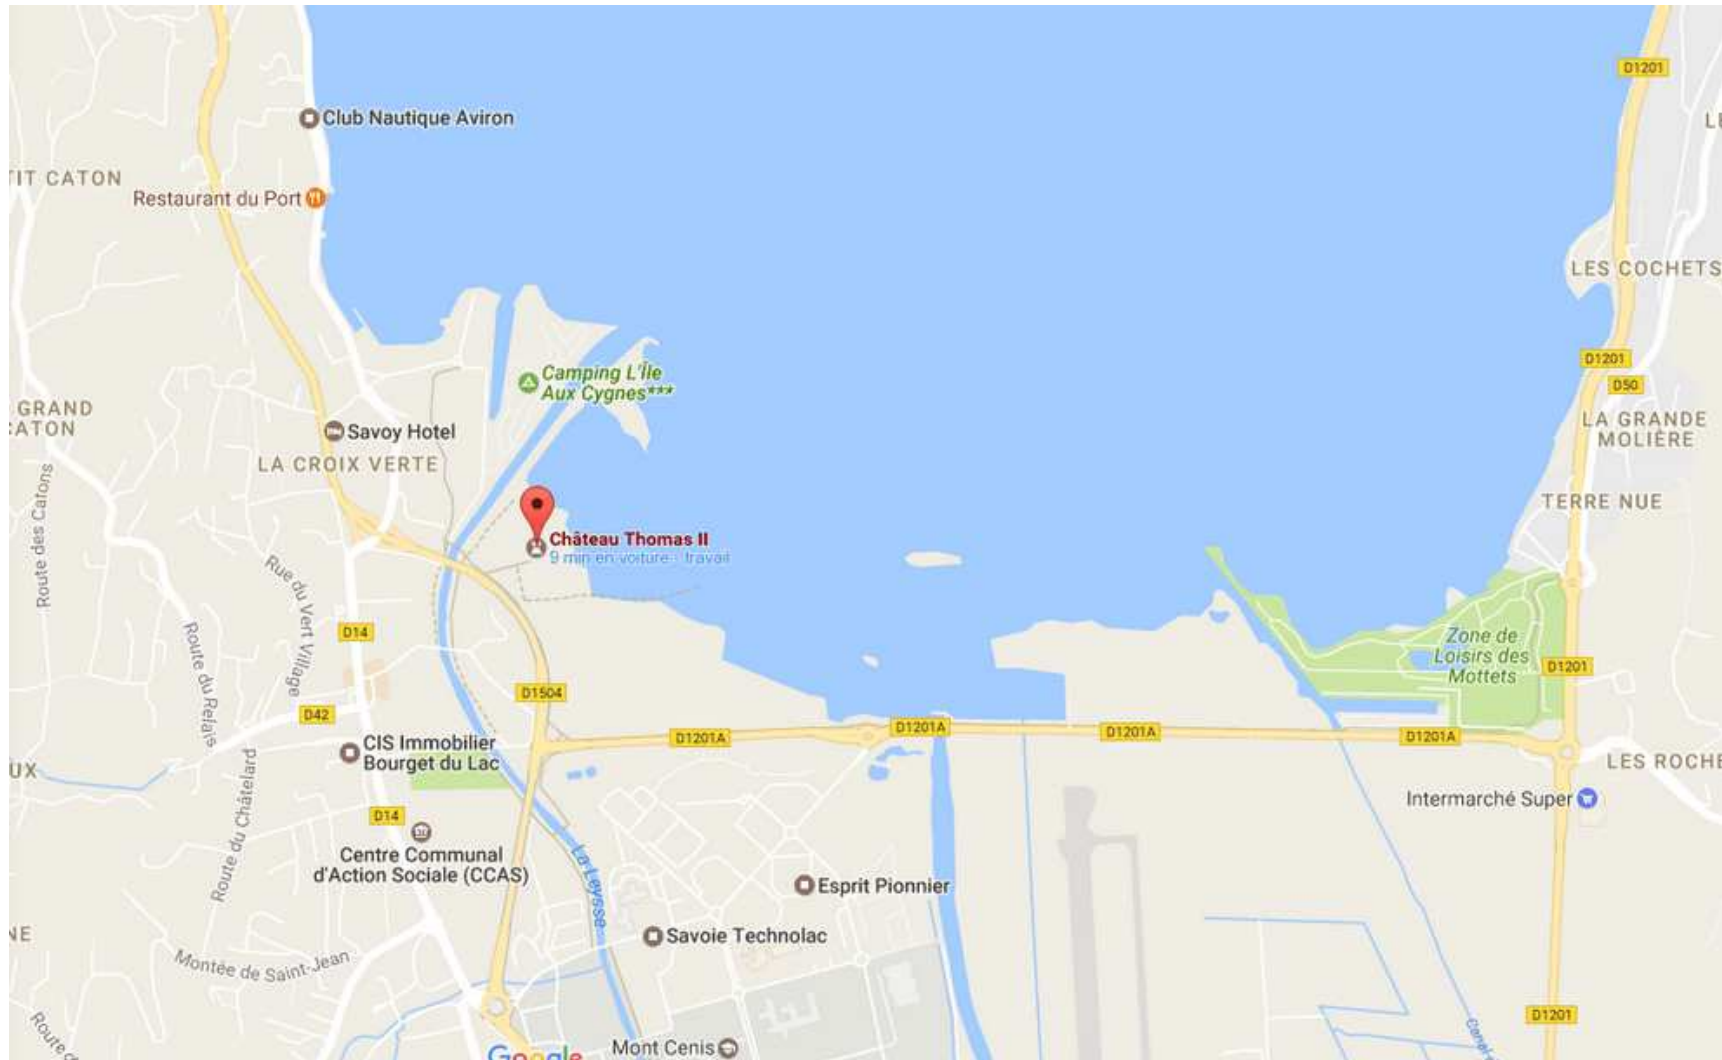 D1201
Club Nautique Aviron
TIT CATON
Restaurant du Port
LES COCHETS
D1201
Camping L'Île
Aux Cygnes***
D50
GRAND
CATON
LA GRANDE
MOLIÈRE
Savoy Hotel
LA CROIX VERTE
TERRE NUE
Route des Catons
Château Thomas II
9 min en voiture - travail
Rue du Vert Village
D14
Route du Relais
Zone de
Loisirs des
Mottets
D1201
D1504
D42
D1201A
D1201A
D1201A
D1201A
CIS Immobilier
Bourget du Lac
UX
LES ROCHE
Route du Châtelard
Intermarché Super
D14
Centre Communal
d'Action Sociale (CCAS)
La Leysse
Esprit Pionnier
NE
Savoie Technolac
Montée de Saint-Jean
D1201
Route
Canal
Google
Mont Cenis